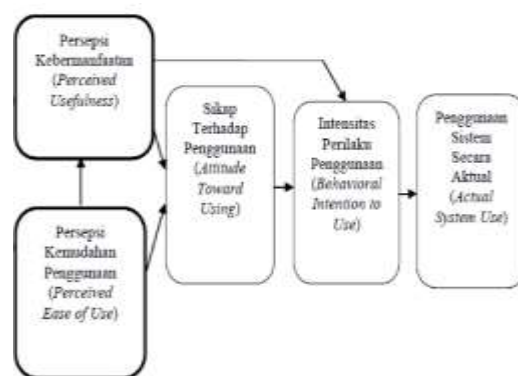 Persepsi
Kebermanfaatan
(Perceived
Usefulness)
Sikap
Terhadap
Penggunaan
(Attitude
Toward
Using)
Intensitas
Perilaku
Penggunaan
(Behavioral
Intention to
Use)
Penggunaan
Sistem
Secara
Aktual
(Actual
System Use)
Persepsi
Kemudahan
Penggunaan
(Perceived
Ease of Use)